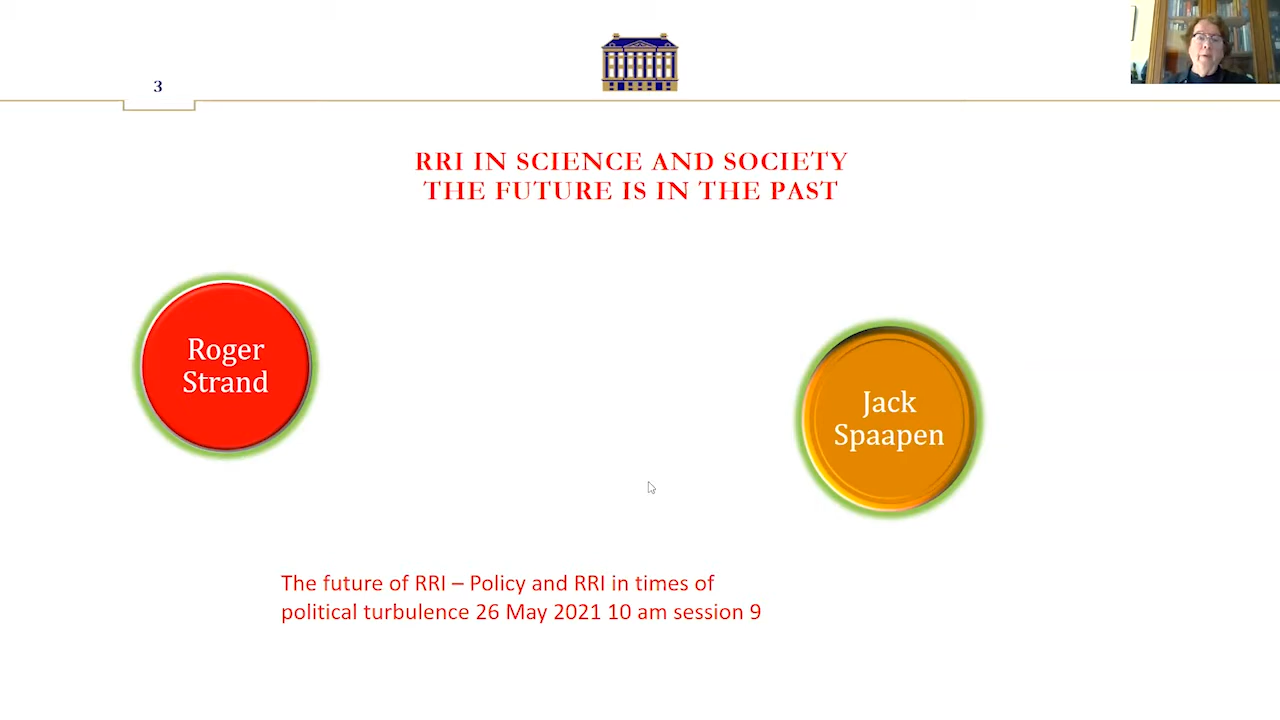 3
RRI IN SCIENCE AND SOCIETY
THE FUTURE IS IN THE PAST
Roger
Strand
Jack
Spaapen
The future of RRI – Policy and RRI in times of
political turbulence 26 May 2021 10 am session 9